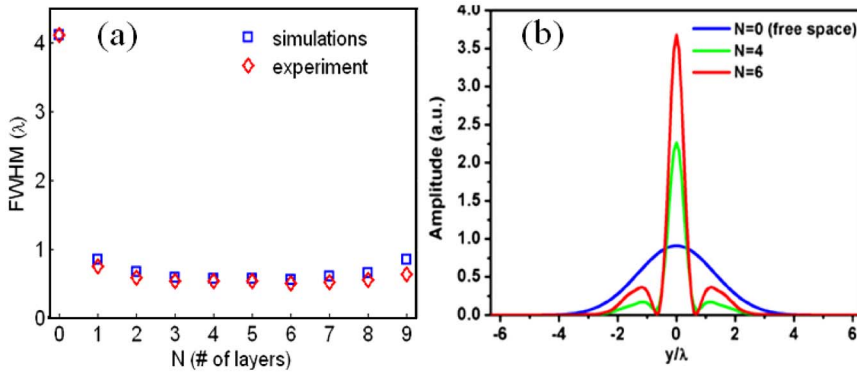 (a)
simulations
experiment
FWHM (λ)
4
3
2
1
0
0 1 2 3 4 5 6 7 8 9
N (# of layers)
(b)
N=0 (free space)
N=4
N=6
Amplitude (a.u.)
4.0
3.5
3.0
2.5
2.0
1.5
1.0
0.5
0.0
-6 -4 -2 0 2 4 6
y/λ